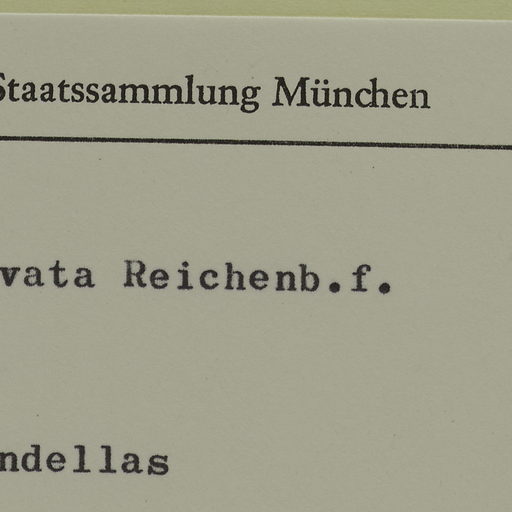 Staatssammlung München
vata Reichenb.f.
ndellas